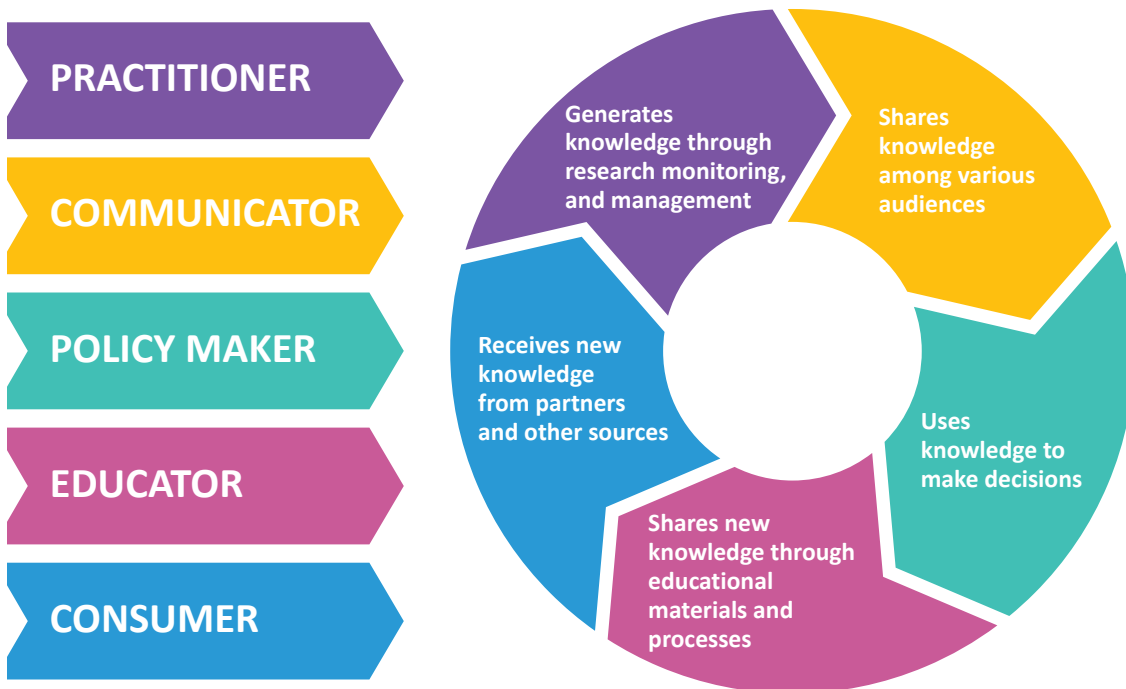 PRACTITIONER
COMMUNICATOR
POLICY MAKER
EDUCATOR
CONSUMER
Generates
knowledge through
research monitoring,
and management
Shares
knowledge
among various
audiences
Uses
knowledge to
make decisions
Shares new
knowledge through
educational
materials and
processes
Receives new
knowledge
from partners
and other sources